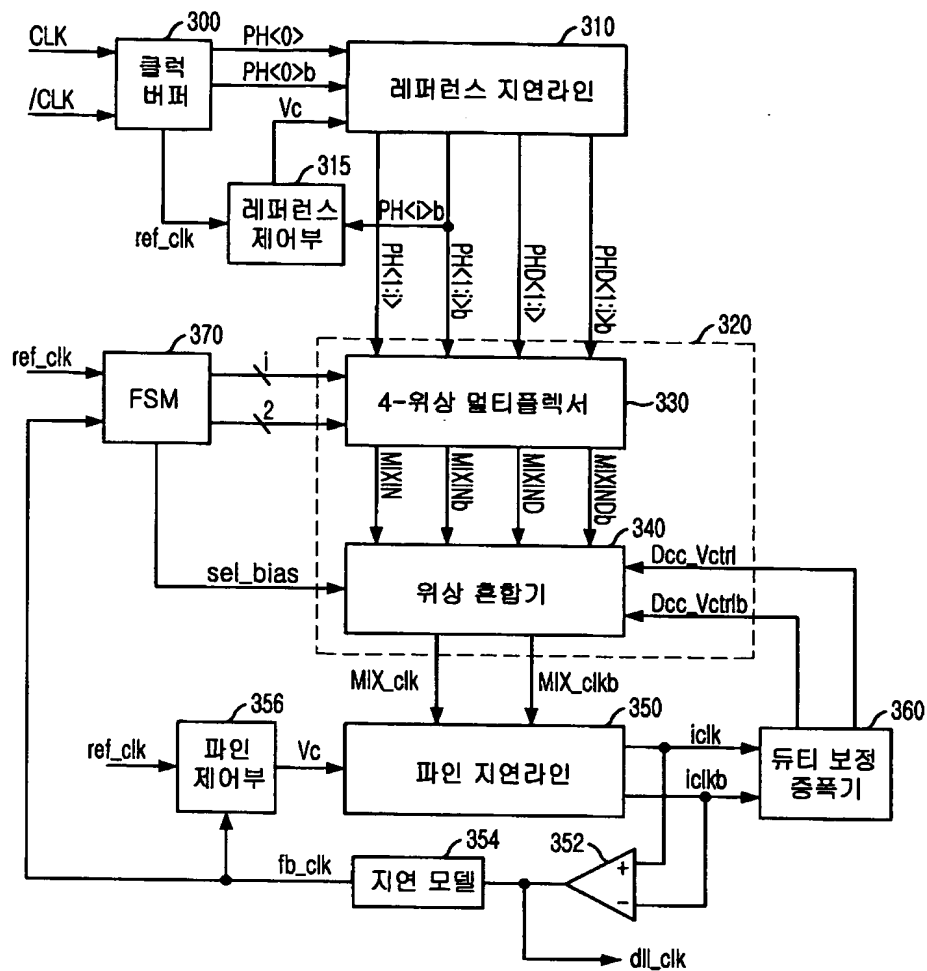 CLK
/CLK
300
클럭
버퍼
PH<0>
PH<0>b
Vc
310
레퍼런스 지연라인
315
레퍼런스
제어부
ref_clk
PH<i>b
PH<1:i>
PH<1:i>b
PHD<1:i>
PHD<1:i>b
320
370
ref_clk
FSM
i
2
4-위상 멀티플렉서
330
MIXIN
MIXINb
MIXIND
MIXINDb
340
sel_bias
위상 혼합기
Dcc_Vctrl
Dcc_Vctrlb
MIX_clk
MIX_clkb
356
ref_clk
파인
제어부
Vc
350
파인 지연라인
iclk
iclkb
360
듀티 보정
증폭기
354
지연 모델
352
+
-
fb_clk
dll_clk